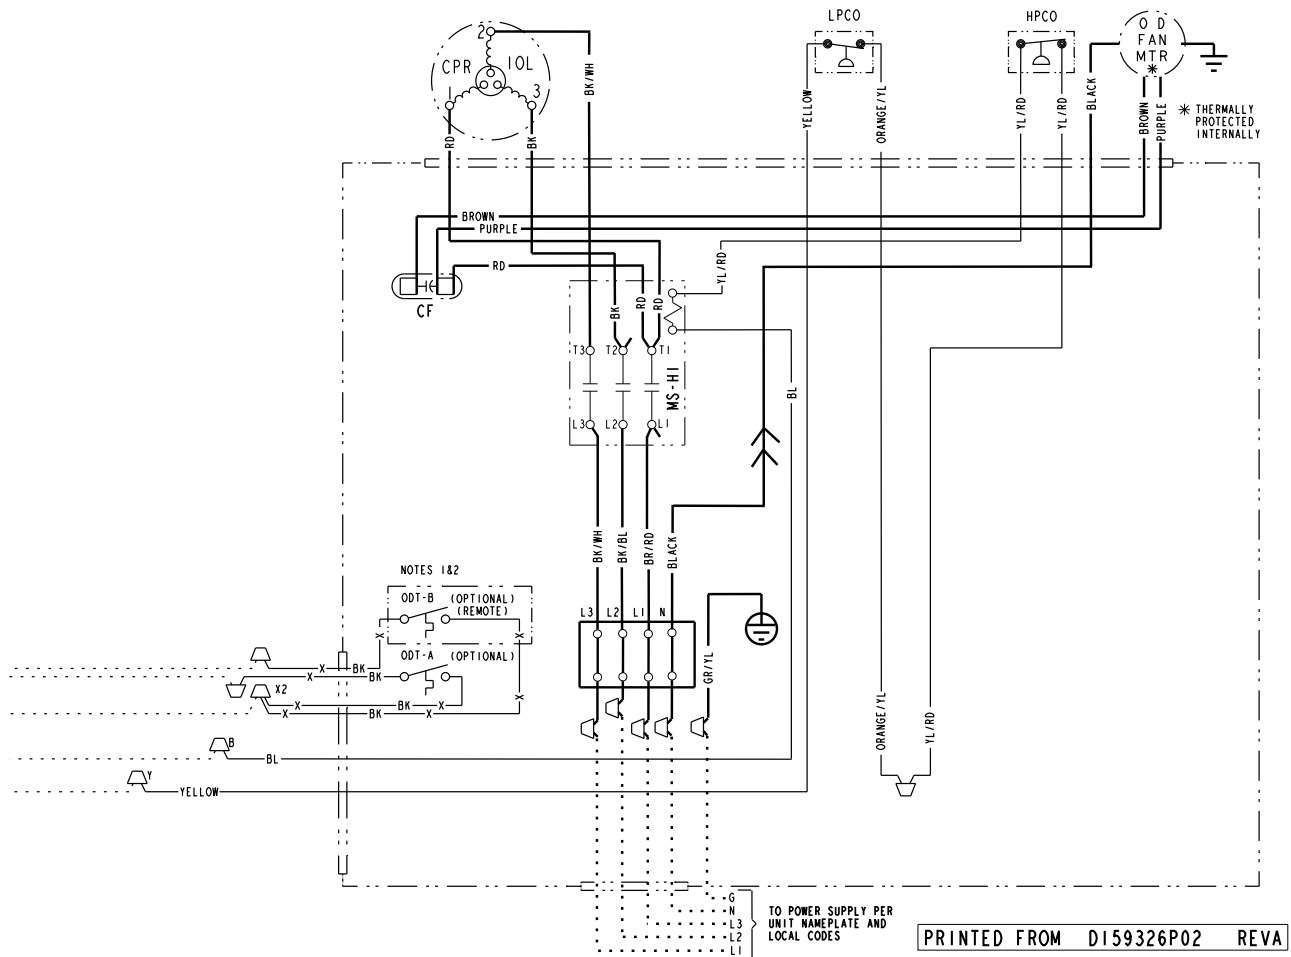 LPCO
HPCO
O D
FAN
MTR
*
2
CPR
IOL
1
3
RD
BK
BK/WH
YELLOW
ORANGE/YL
YL/RD
YL/RD
BLACK
BROWN
PURPLE
* THERMALLY
PROTECTED
INTERNALLY
BROWN
PURPLE
RD
CF
YL/RD
BK
RD
RD
T3
T2
T1
MS-H1
L3
L2
L1
BL
BK/WH
BK/BL
BR/RD
BLACK
NOTES 1&2
ODT-B (OPTIONAL)
(REMOTE)
X
X
ODT-A (OPTIONAL)
X
BK
X
BK
X2
X
BK
X
X
BK
X
X
L3
L2
L1
N
GR/YL
B
BL
Y
YELLOW
ORANGE/YL
YL/RD
G
N
L3
L2
L1
TO POWER SUPPLY PER
UNIT NAMEPLATE AND
LOCAL CODES
PRINTED FROM D159326P02 REVA